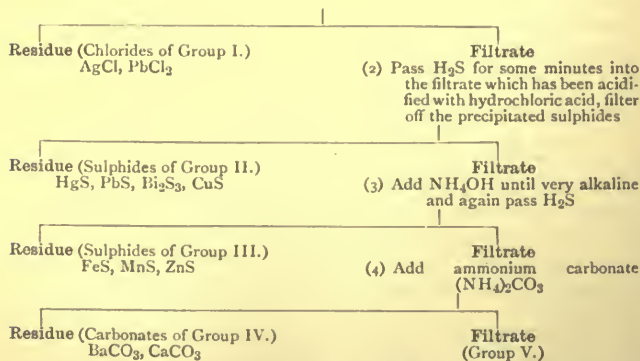 Residue (Chlorides of Group I.)
AgCl, PbCl₂
Filtrate
(2) Pass H₂S for some minutes into
the filtrate which has been acidi-
fied with hydrochloric acid, filter
off the precipitated sulphides
Residue (Sulphides of Group II.)
HgS, PbS, Bi₂S₃, CuS
Filtrate
(3) Add NH₄OH until very alkaline
and again pass H₂S
Residue (Sulphides of Group III.)
FeS, MnS, ZnS
Filtrate
(4) Add ammonium carbonate
(NH₄)₂CO₃
Residue (Carbonates of Group IV.)
BaCO₃, CaCO₃
Filtrate
(Group V.)